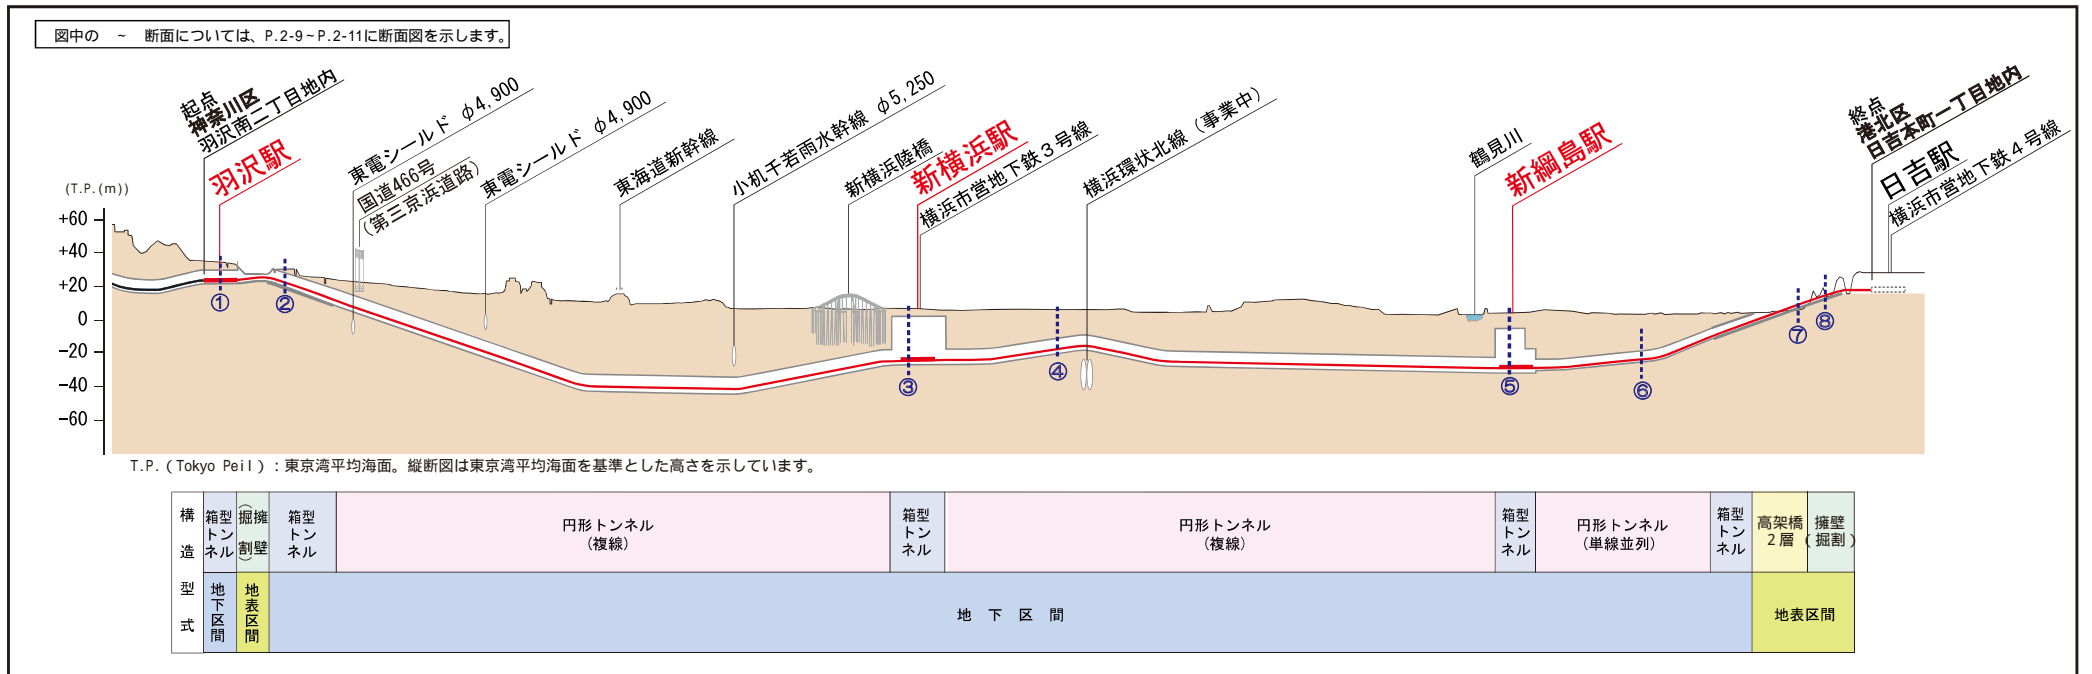 図中の ~ 断面については、P.2-9~P.2-11に断面図を示します。
起点
神奈川区
羽沢南二丁目地内
羽沢駅
東電シールド φ4,900
国道466号
(第三京浜道路)
東電シールド φ4,900
東海道新幹線
小机千若雨水幹線 φ5,250
新横浜陸橋
新横浜駅
横浜市営地下鉄3号線
横浜環状北線(事業中)
鶴見川
新綱島駅
終点
港北区
日吉本町一丁目地内
日吉駅
横浜市営地下鉄4号線
(T.P.(m))
+60
+40
+20
0
−20
−40
−60
①
②
③
④
⑤
⑥
⑦
⑧
T.P.(Tokyo Peil):東京湾平均海面。縦断図は東京湾平均海面を基準とした高さを示しています。
構造型式
箱型
トン
ネル
擁壁
(掘割)
箱型
トン
ネル
円形トンネル
(複線)
箱型
トン
ネル
円形トンネル
(複線)
箱型
トン
ネル
円形トンネル
(単線並列)
箱型
トン
ネル
高架橋
2層
擁壁
(掘割)
地下区間
地表区間
地下区間
地表区間